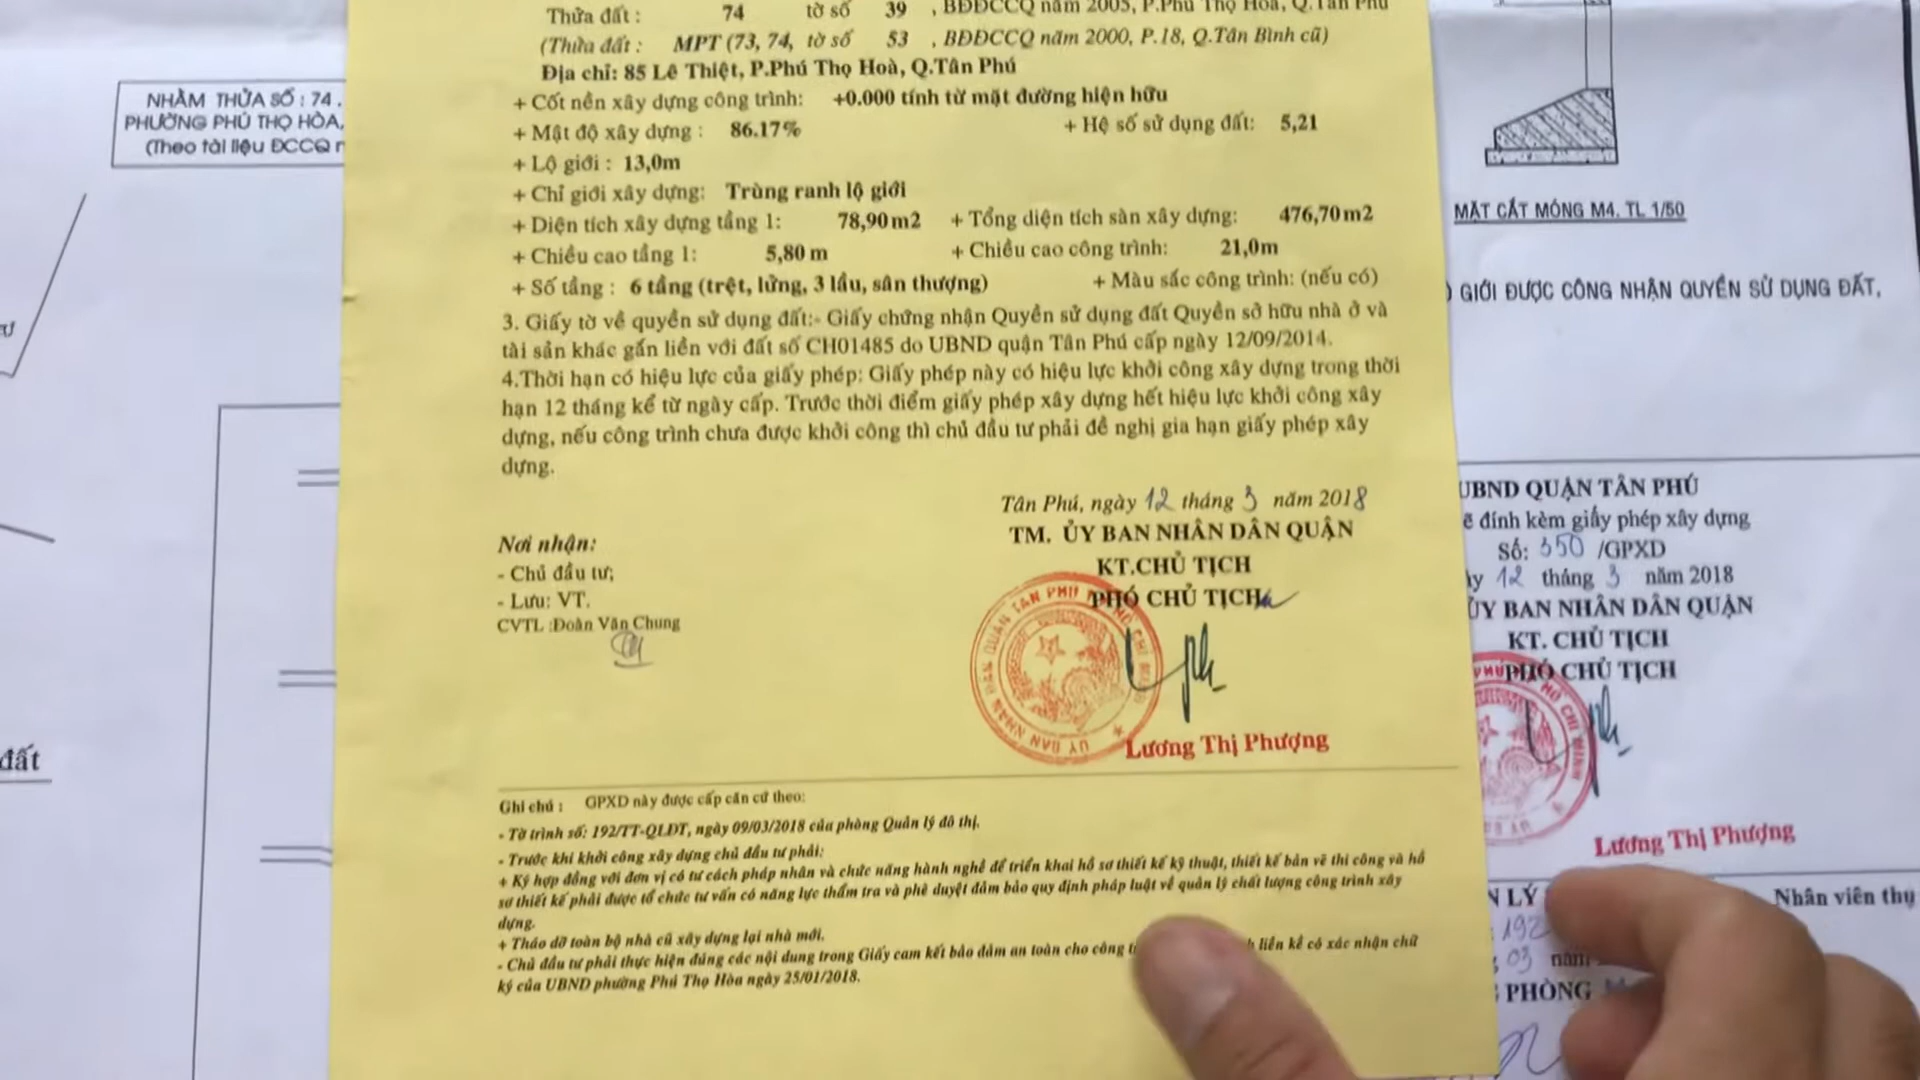 Thửa đất : 74 tờ số 39 , BĐĐCCQ năm 2005, P.Phú Thọ Hoà, Q.Tân Phú
(Thửa đất : MPT (73, 74, tờ số 53 , BĐĐCCQ năm 2000, P.18, Q.Tân Bình cũ)
Địa chỉ: 85 Lê Thiệt, P.Phú Thọ Hoà, Q.Tân Phú
+ Cốt nền xây dựng công trình: +0.000 tính từ mặt đường hiện hữu
+ Mật độ xây dựng : 86.17% + Hệ số sử dụng đất: 5,21
+ Lộ giới : 13,0m
+ Chỉ giới xây dựng: Trùng ranh lộ giới
+ Diện tích xây dựng tầng 1: 78,90m2 + Tổng diện tích sàn xây dựng: 476,70m2
+ Chiều cao tầng 1: 5,80 m + Chiều cao công trình: 21,0m
+ Số tầng : 6 tầng (trệt, lửng, 3 lầu, sân thượng) + Màu sắc công trình: (nếu có)
3. Giấy tờ về quyền sử dụng đất:- Giấy chứng nhận Quyền sử dụng đất Quyền sở hữu nhà ở và
tài sản khác gắn liền với đất số CH01485 do UBND quận Tân Phú cấp ngày 12/09/2014.
4.Thời hạn có hiệu lực của giấy phép: Giấy phép này có hiệu lực khởi công xây dựng trong thời
hạn 12 tháng kể từ ngày cấp. Trước thời điểm giấy phép xây dựng hết hiệu lực khởi công xây
dựng, nếu công trình chưa được khởi công thì chủ đầu tư phải đề nghị gia hạn giấy phép xây
dựng.
Tân Phú, ngày 12 tháng 3 năm 2018
TM. ỦY BAN NHÂN DÂN QUẬN
KT.CHỦ TỊCH
PHÓ CHỦ TỊCH
Lương Thị Phượng
Nơi nhận:
- Chủ đầu tư;
- Lưu: VT.
CVTL :Đoàn Văn Chung
Ghi chú : GPXD này được cấp căn cứ theo:
- Tờ trình số: 192/TT-QLĐT, ngày 09/03/2018 của phòng Quản lý đô thị.
- Trước khi khởi công xây dựng chủ đầu tư phải:
+ Ký hợp đồng với đơn vị có tư cách pháp nhân và chức năng hành nghề để triển khai hồ sơ thiết kế kỹ thuật, thiết kế bản vẽ thi công và hồ
sơ thiết kế phải được tổ chức tư vấn có năng lực thẩm tra và phê duyệt đảm bảo quy định pháp luật về quản lý chất lượng công trình xây
dựng.
+ Tháo dỡ toàn bộ nhà cũ xây dựng lại nhà mới.
- Chủ đầu tư phải thực hiện đúng các nội dung trong Giấy cam kết bảo đảm an toàn cho công liền kề có xác nhận chữ
ký của UBND phường Phú Thọ Hòa ngày 25/01/2018.
NHẰM THỬA SỐ : 74 ,
PHƯỜNG PHÚ THỌ HÒA,
(Theo tài liệu ĐCCQ
đất
MẶT CẮT MÓNG M4. TL 1/50
GIỚI ĐƯỢC CÔNG NHẬN QUYỀN SỬ DỤNG ĐẤT,
UBND QUẬN TÂN PHÚ
đính kèm giấy phép xây dựng
Số: 350 /GPXD
12 tháng 3 năm 2018
ỦY BAN NHÂN DÂN QUẬN
KT. CHỦ TỊCH
PHÓ CHỦ TỊCH
Lương Thị Phượng
LÝ
192
Nhân viên thụ
03 năm
PHÒNG